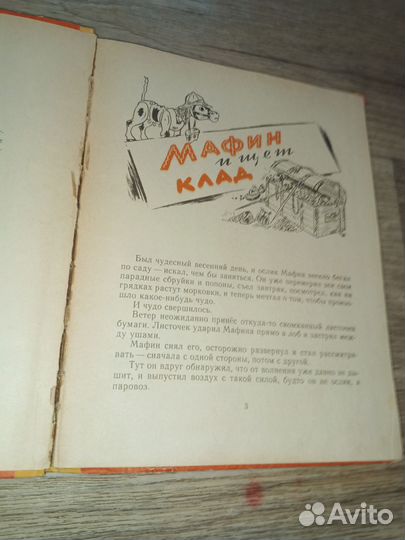 МАФИН
ищет
КЛАД
Был чудесный весенний день, и ослик Мафин весело бегал
по саду — искал, чем бы заняться. Он уже перемерил все свои
парадные сбруйки и попоны, съел завтрак, посмотрел, как на
грядках растут морковки, и теперь мечтал о том, чтобы произо-
шло какое-нибудь чудо.
И чудо свершилось.
Ветер неожиданно принёс откуда-то скомканный листочек
бумаги. Листочек ударил Мафина прямо в лоб и застрял меж-
ду ушами.
Мафин снял его, осторожно развернул и стал рассматри-
вать — сначала с одной стороны, потом с другой.
Тут он вдруг обнаружил, что от волнения уже давно не ды-
шит, и выпустил воздух с такой силой, будто он не ослик, а
паровоз.
3
Avito